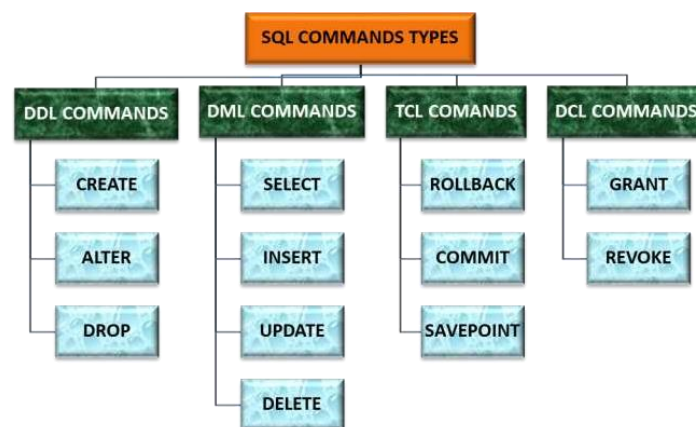 SQL COMMANDS TYPES
DDL COMMANDS
DML COMMANDS
TCL COMANDS
DCL COMMANDS
CREATE
SELECT
ROLLBACK
GRANT
ALTER
INSERT
COMMIT
REVOKE
DROP
UPDATE
SAVEPOINT
DELETE